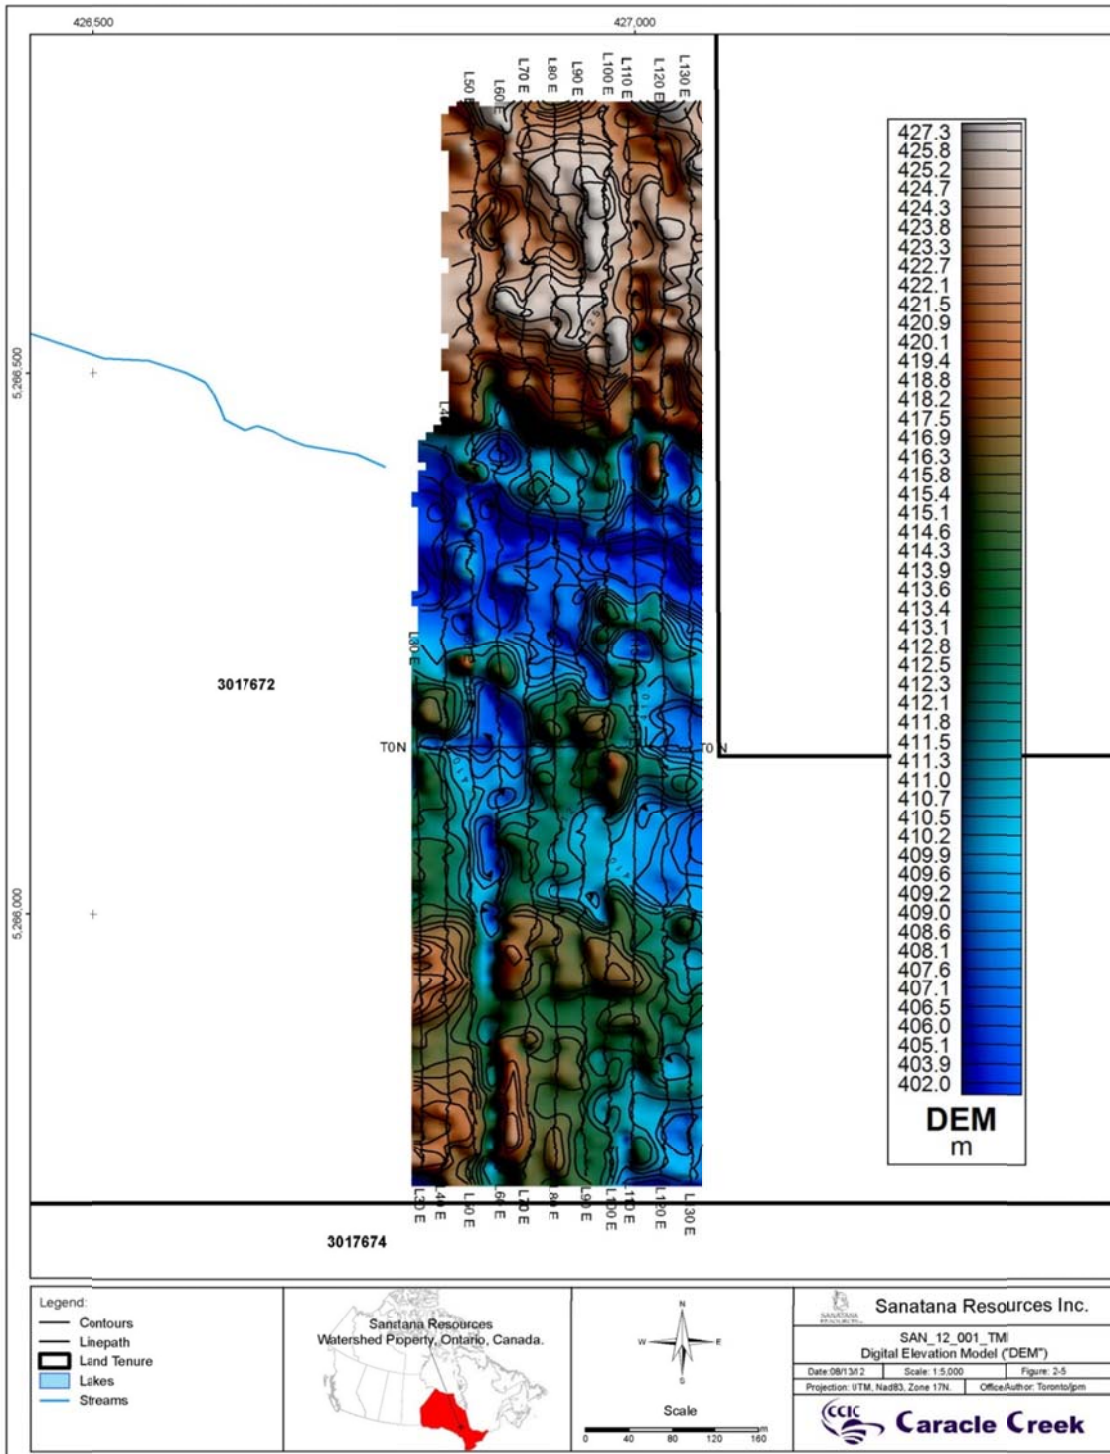 426,500
427,000
L50 E
L60 E
L70 E
L80 E
L90 E
L100 E
L110 E
L120 E
L130 E
427.3
425.8
425.2
424.7
424.3
423.8
423.3
422.7
422.1
421.5
420.9
420.1
419.4
418.8
418.2
417.5
416.9
416.3
415.8
415.4
415.1
414.6
414.3
413.9
413.6
413.4
413.1
412.8
412.5
412.3
412.1
411.8
411.5
411.3
411.0
410.7
410.5
410.2
409.9
409.6
409.2
409.0
408.6
408.1
407.6
407.1
406.5
406.0
405.1
403.9
402.0
DEM
m
5,266,500
L30 E
3017672
T0 N
T0 N
5,266,000
L30 E
L40 E
L50 E
L60 E
L70 E
L80 E
L90 E
L100 E
L110 E
L120 E
L130 E
3017674
Legend:
Contours
Linepath
Land Tenure
Lakes
Streams
Sanatana Resources
Watershed Poperty, Ontario, Canada.
N
W
E
S
Scale
m
0 40 80 120 160
SANATANA
RESOURCES
Sanatana Resources Inc.
SAN_12_001_TMI
Digital Elevation Model ("DEM")
Date:08/13/12 Scale: 1:5,000 Figure: 2-5
Projection: UTM, Nad83, Zone 17N. Office/Author: Toronto/jpm
CCIC Caracle Creek